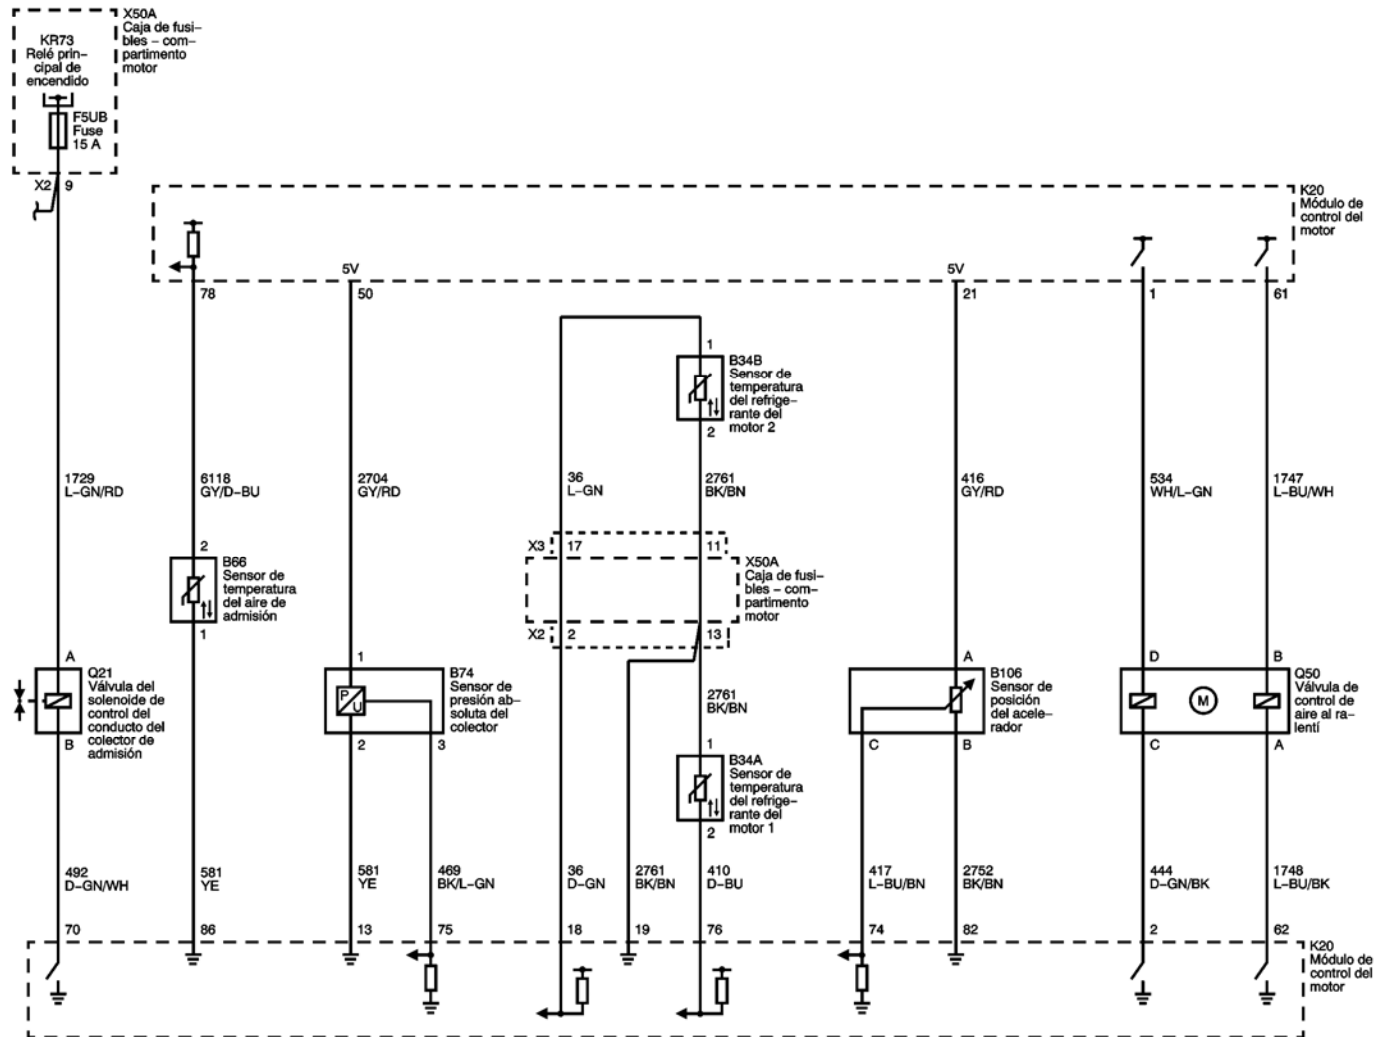 X50A
Caja de fusi–
bles – com–
partimento
motor
KR73
Relé prin–
cipal de
encendido
F5UB
Fuse
15 A
X2 9
K20
Módulo de
control del
motor
5V
5V
78
50
21
1
61
1
B34B
Sensor de
temperatura
del refrige–
rante del
motor 2
2
1729
L–GN/RD
6118
GY/D–BU
2704
GY/RD
36
L–GN
2761
BK/BN
416
GY/RD
534
WH/L–GN
1747
L–BU/WH
2
B66
Sensor de
temperatura
del aire de
admisión
1
X3 17 11
X50A
Caja de fusi–
bles – com–
partimento
motor
X2 2 13
A
Q21
Válvula del
solenoide de
control del
conducto del
colector de
admisión
B
1
P
U
B74
Sensor de
presión ab–
soluta del
colector
2
3
2761
BK/BN
1
B34A
Sensor de
temperatura
del refrige–
rante del
motor 1
2
A
B106
Sensor de
posición
del acele–
rador
C
B
D
B
M
Q50
Válvula de
control de
aire al ra–
lentí
C
A
492
D–GN/WH
581
YE
581
YE
469
BK/L–GN
36
D–GN
2761
BK/BN
410
D–BU
417
L–BU/BN
2752
BK/BN
444
D–GN/BK
1748
L–BU/BK
70
86
13
75
18
19
76
74
82
2
62
K20
Módulo de
control del
motor